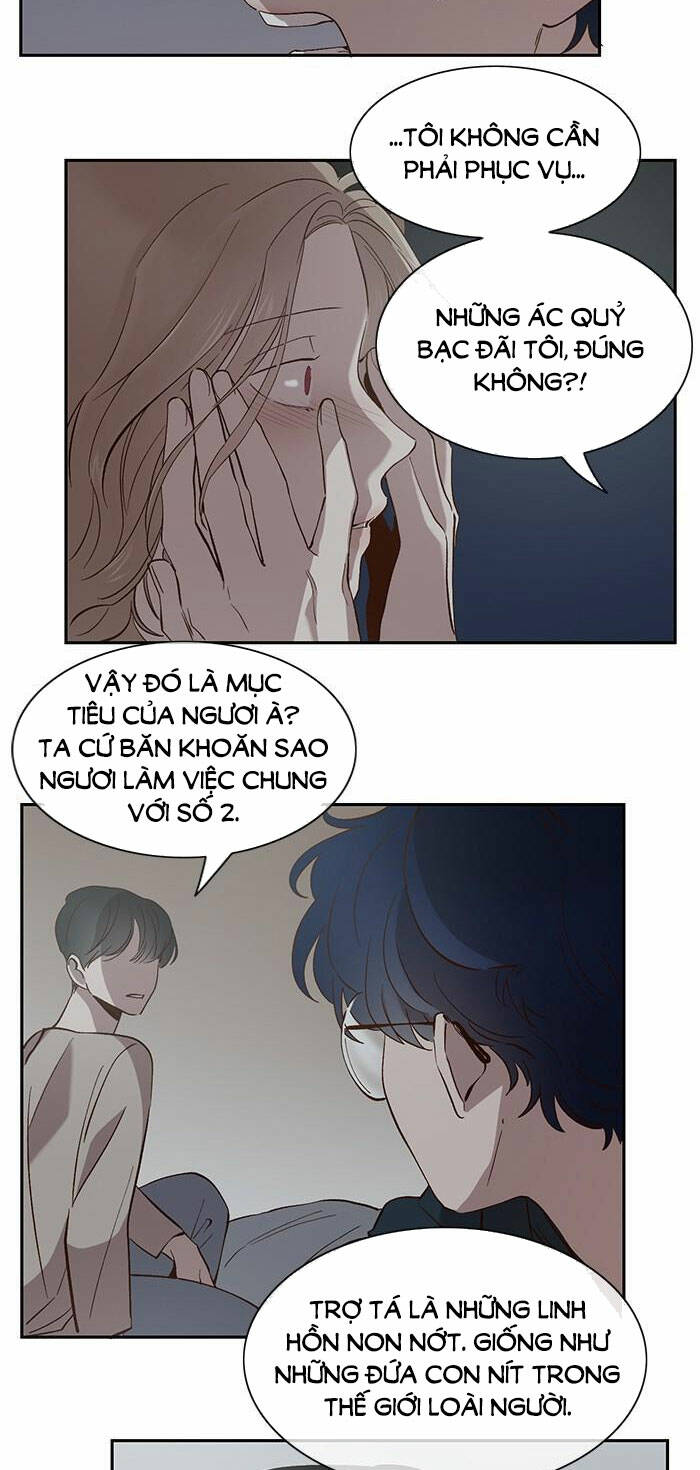 ...TÔI KHÔNG CẦN
PHẢI PHỤC VỤ...
NHỮNG ÁC QUỶ
BẠC ĐÃI TÔI, ĐÚNG
KHÔNG?!
VẬY ĐÓ LÀ MỤC
TIÊU CỦA NGƯƠI À?
TA CỨ BĂN KHOĂN SAO
NGƯƠI LÀM VIỆC CHUNG
VỚI SỐ 2.
TRỢ TÁ LÀ NHỮNG LINH
HỒN NON NỚT. GIỐNG NHƯ
NHỮNG ĐỨA CON NÍT TRONG
THẾ GIỚI LOÀI NGƯỜI.